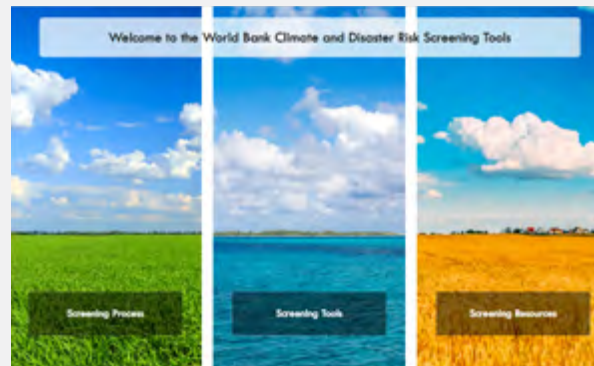 Welcome to the World Bank Climate and Disaster Risk Screening Tools
Screening Process
Screening Tools
Screening Resources